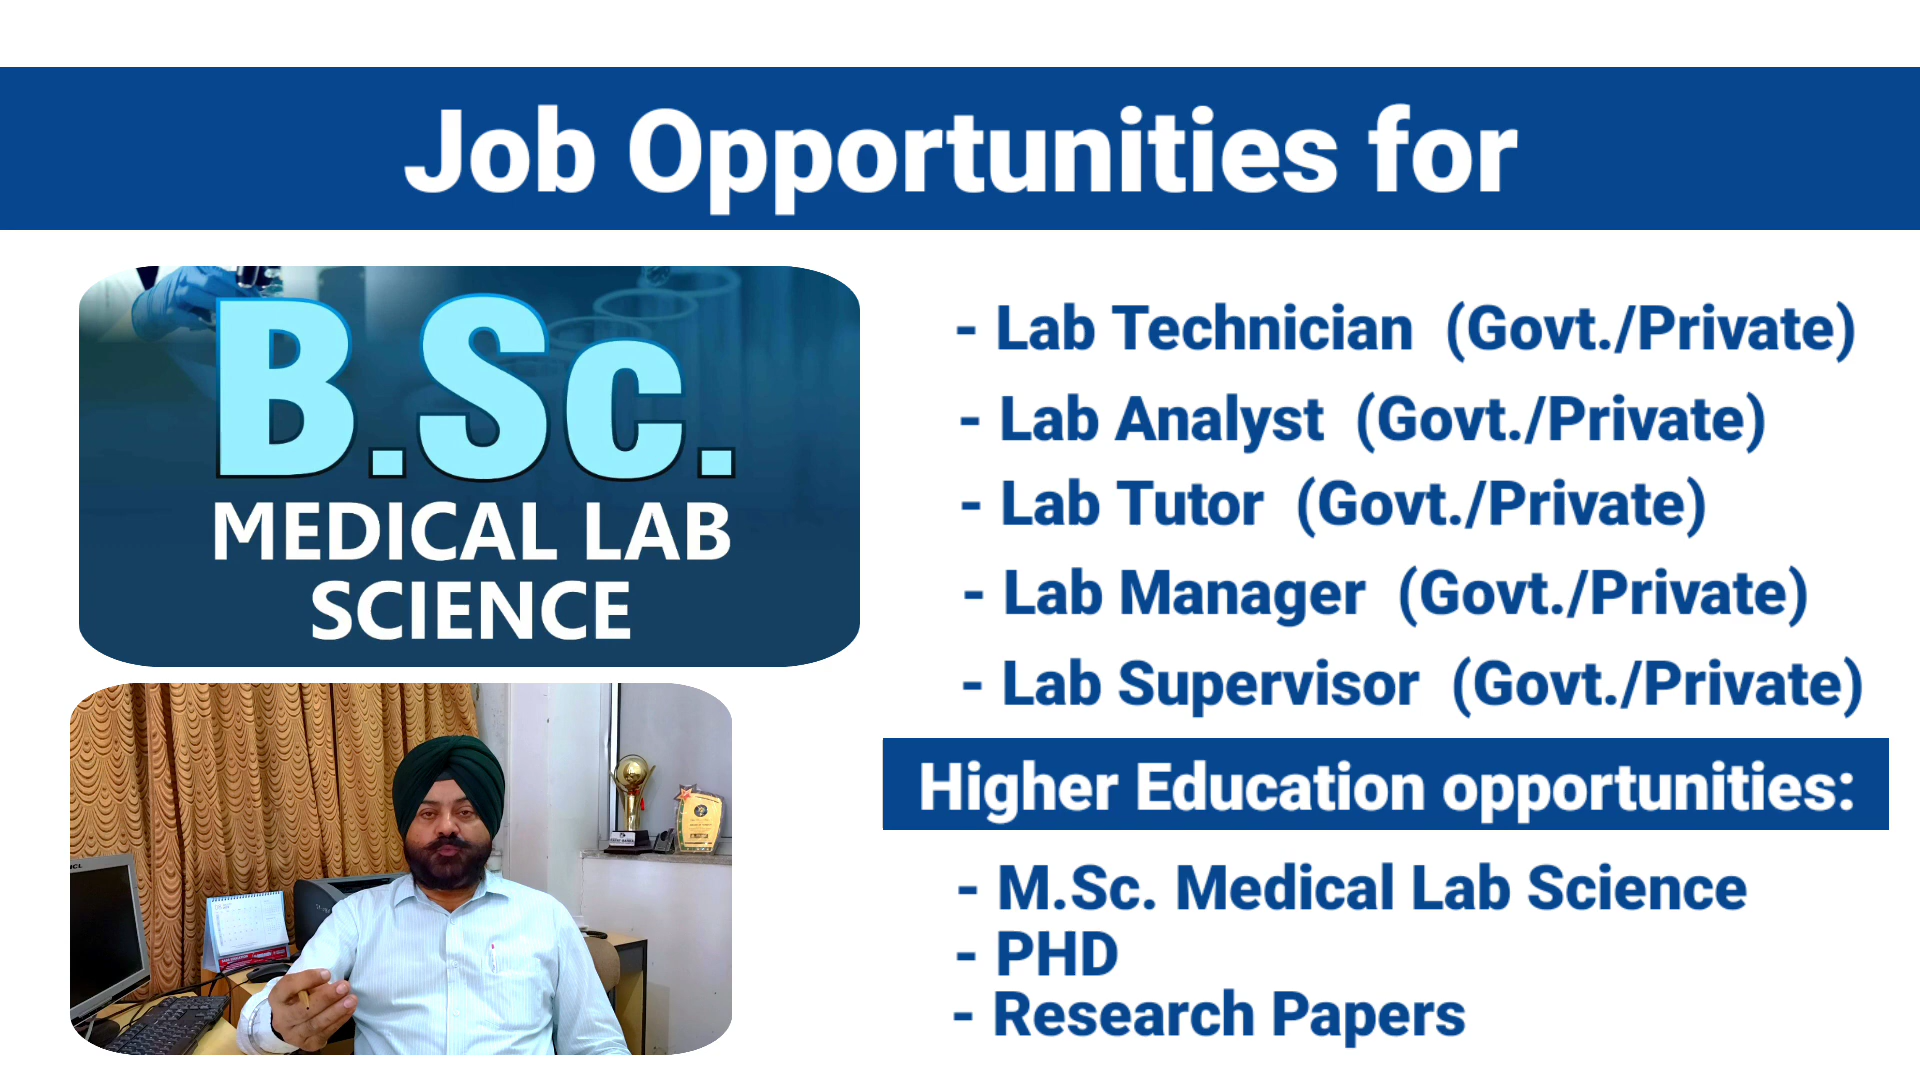 Job Opportunities for
B.Sc.
MEDICAL LAB
SCIENCE
- Lab Technician (Govt./Private)
- Lab Analyst (Govt./Private)
- Lab Tutor (Govt./Private)
- Lab Manager (Govt./Private)
- Lab Supervisor (Govt./Private)
Higher Education opportunities:
- M.Sc. Medical Lab Science
- PHD
- Research Papers